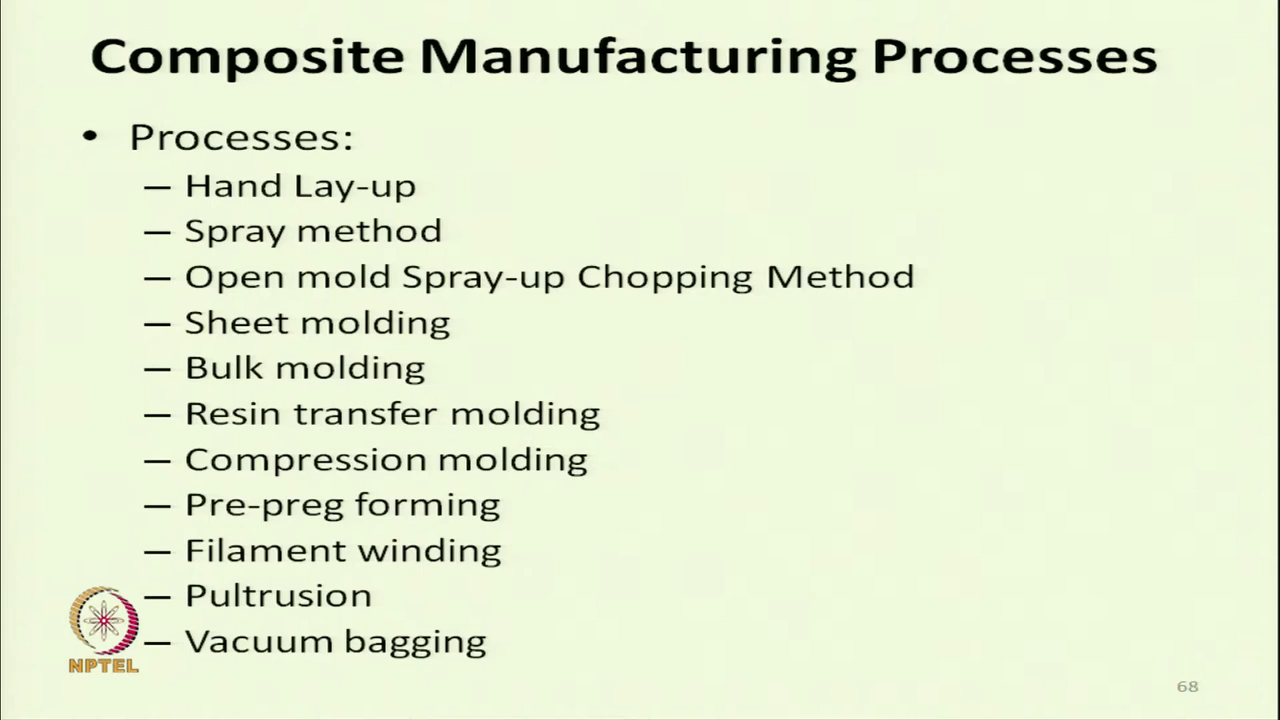 Composite Manufacturing Processes
• Processes:
– Hand Lay-up
– Spray method
– Open mold Spray-up Chopping Method
– Sheet molding
– Bulk molding
– Resin transfer molding
– Compression molding
– Pre-preg forming
– Filament winding
– Pultrusion
– Vacuum bagging
NPTEL
68